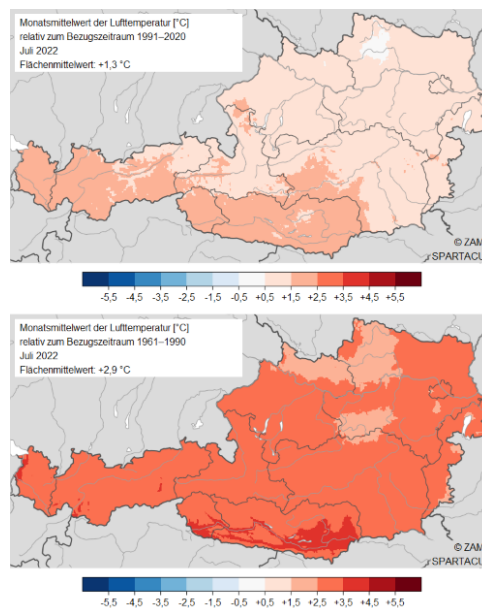 Monatsmittelwert der Lufttemperatur [°C]
relativ zum Bezugszeitraum 1991–2020
Juli 2022
Flächenmittelwert: +1,3 °C
© ZAM
SPARTACU
-5,5 -4,5 -3,5 -2,5 -1,5 -0,5 +0,5 +1,5 +2,5 +3,5 +4,5 +5,5
Monatsmittelwert der Lufttemperatur [°C]
relativ zum Bezugszeitraum 1961–1990
Juli 2022
Flächenmittelwert: +2,9 °C
© ZAM
SPARTACU
-5,5 -4,5 -3,5 -2,5 -1,5 -0,5 +0,5 +1,5 +2,5 +3,5 +4,5 +5,5